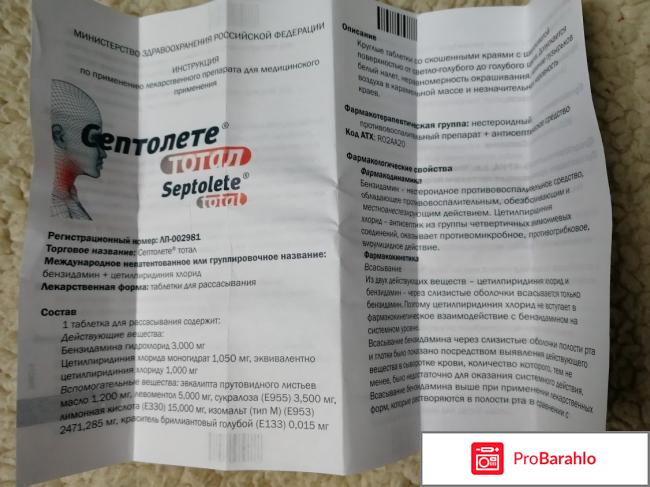 МИНИСТЕРСТВО ЗДРАВООХРАНЕНИЯ РОССИЙСКОЙ ФЕДЕРАЦИИ
ИНСТРУКЦИЯ
по применению лекарственного препарата для медицинского
применения
Септолете®
тотал
Septolete®
total
Регистрационный номер: ЛП-002981
Торговое название: Септолете® тотал
Международное непатентованное или группировочное название:
бензидамин + цетилпиридиния хлорид
Лекарственная форма: таблетки для рассасывания
Состав
1 таблетка для рассасывания содержит:
Действующие вещества:
Бензидамина гидрохлорид 3,000 мг
Цетилпиридиния хлорида моногидрат 1,050 мг, эквивалентно
цетилпиридиния хлориду 1,000 мг
Вспомогательные вещества: эвкалипта прутовидного листьев
масло 1,200 мг, левоментол 5,000 мг, сукралоза (E955) 3,500 мг,
лимонная кислота (E330) 15,000 мг, изомальт (тип М) (E953)
2471,285 мг, краситель бриллиантовый голубой (E133) 0,015 мг
Описание
Круглые таблетки со скошенными краями с
поверхностью от светло-голубого до голубого цвета. Допускается
белый налет, неравномерность окрашивания,
воздуха в карамельной массе и незначительная неровность
краев.
Фармакотерапевтическая группа: нестероидный
противовоспалительный препарат + антисептическое средство
Код АТХ: R02AA20
Фармакологические свойства
Фармакодинамика
Бензидамин – нестероидное противовоспалительное средство,
обладающее противовоспалительным, обезболивающим и
местноанестезирующим действием. Цетилпиридиния
хлорид – антисептик из группы четвертичных аммониевых
соединений, оказывает противомикробное, противогрибковое,
вирулицидное действие.
Фармакокинетика
Всасывание
Из двух действующих веществ – цетилпиридиния хлорид и
бензидамин – через слизистые оболочки всасывается только
бензидамин. Поэтому цетилпиридиния хлорид не вступает в
фармакокинетическое взаимодействие с бензидамином на
системном уровне.
Всасывание бензидамина через слизистые оболочки полости рта
и глотки было показано посредством выявления действующего
вещества в сыворотке крови, количество которого, тем не
менее, было недостаточно для оказания системного действия.
Всасывание бензидамина выше при применении лекарственных
форм, которые растворяются в полости рта в сравнении с
ProBarahlo